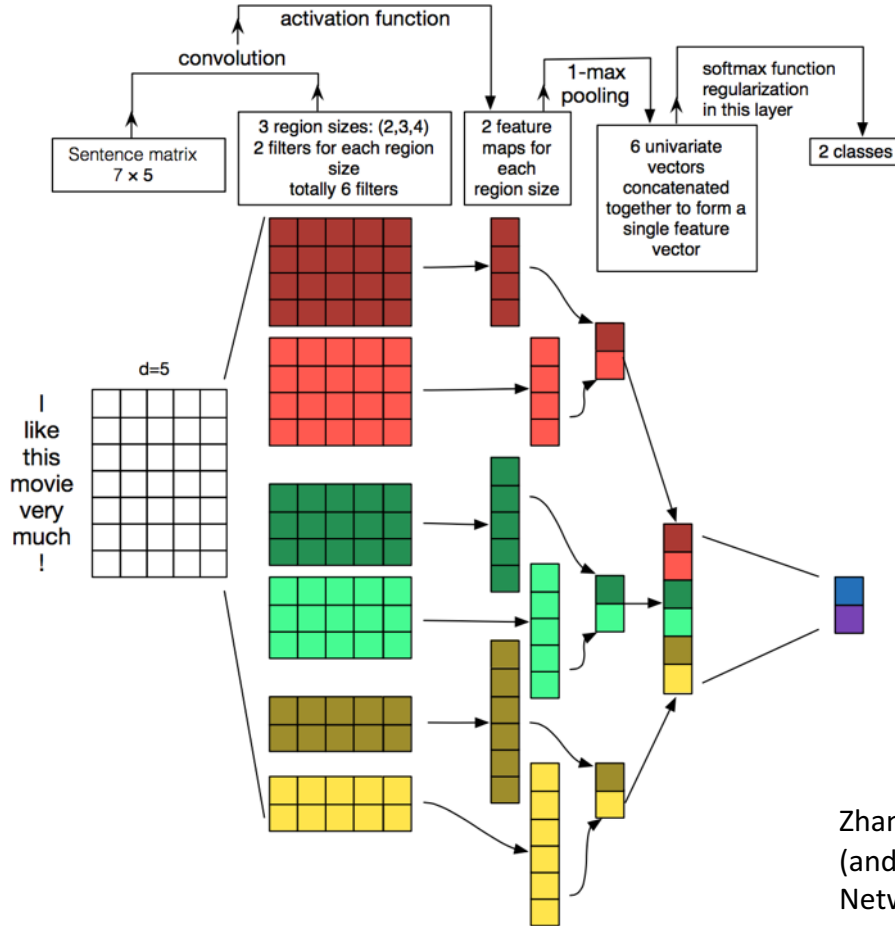 activation function
convolution
1-max
pooling
softmax function
regularization
in this layer
Sentence matrix
7 × 5
3 region sizes: (2,3,4)
2 filters for each region
size
totally 6 filters
2 feature
maps for
each
region size
6 univariate
vectors
concatenated
together to form a
single feature
vector
2 classes
d=5
I
like
this
movie
very
much
!
(and